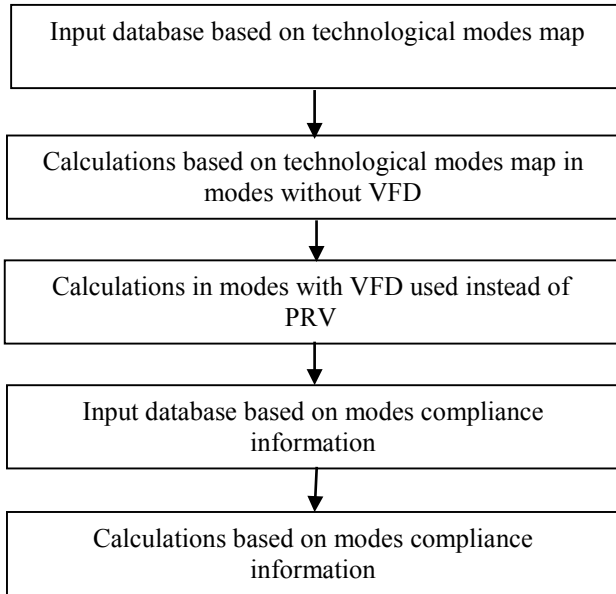 Input database based on technological modes map
Calculations based on technological modes map in
modes without VFD
Calculations in modes with VFD used instead of
PRV
Input database based on modes compliance
information
Calculations based on modes compliance
information